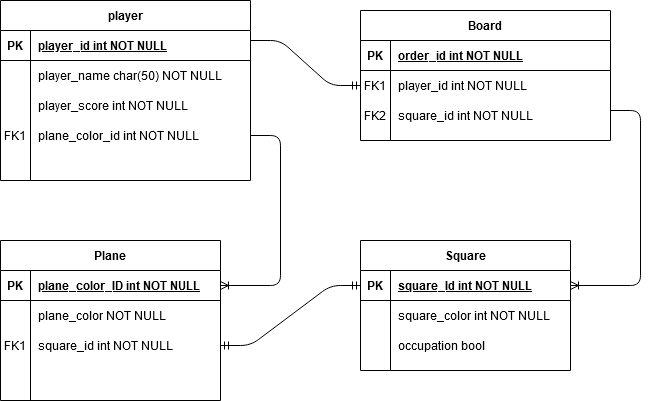 player
PK player_id int NOT NULL
player_name char(50) NOT NULL
player_score int NOT NULL
FK1 plane_color_id int NOT NULL
Board
PK order_id int NOT NULL
FK1 player_id int NOT NULL
FK2 square_id int NOT NULL
Plane
PK plane_color_ID int NOT NULL
plane_color NOT NULL
FK1 square_id int NOT NULL
Square
PK square_Id int NOT NULL
square_color int NOT NULL
occupation bool